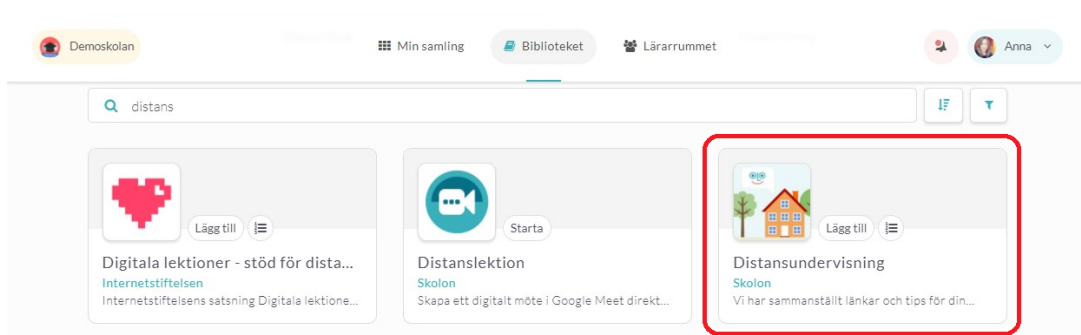 Demoskolan
Min samling
Biblioteket
Lärarrummet
Anna
distans
Lägg till
Digitala lektioner - stöd för dista...
Internetstiftelsen
Internetstiftelsens satsning Digitala lektione...
Starta
Distanslektion
Skolon
Skapa ett digitalt möte i Google Meet direkt...
Lägg till
Distansundervisning
Skolon
Vi har sammanställt länkar och tips för din...